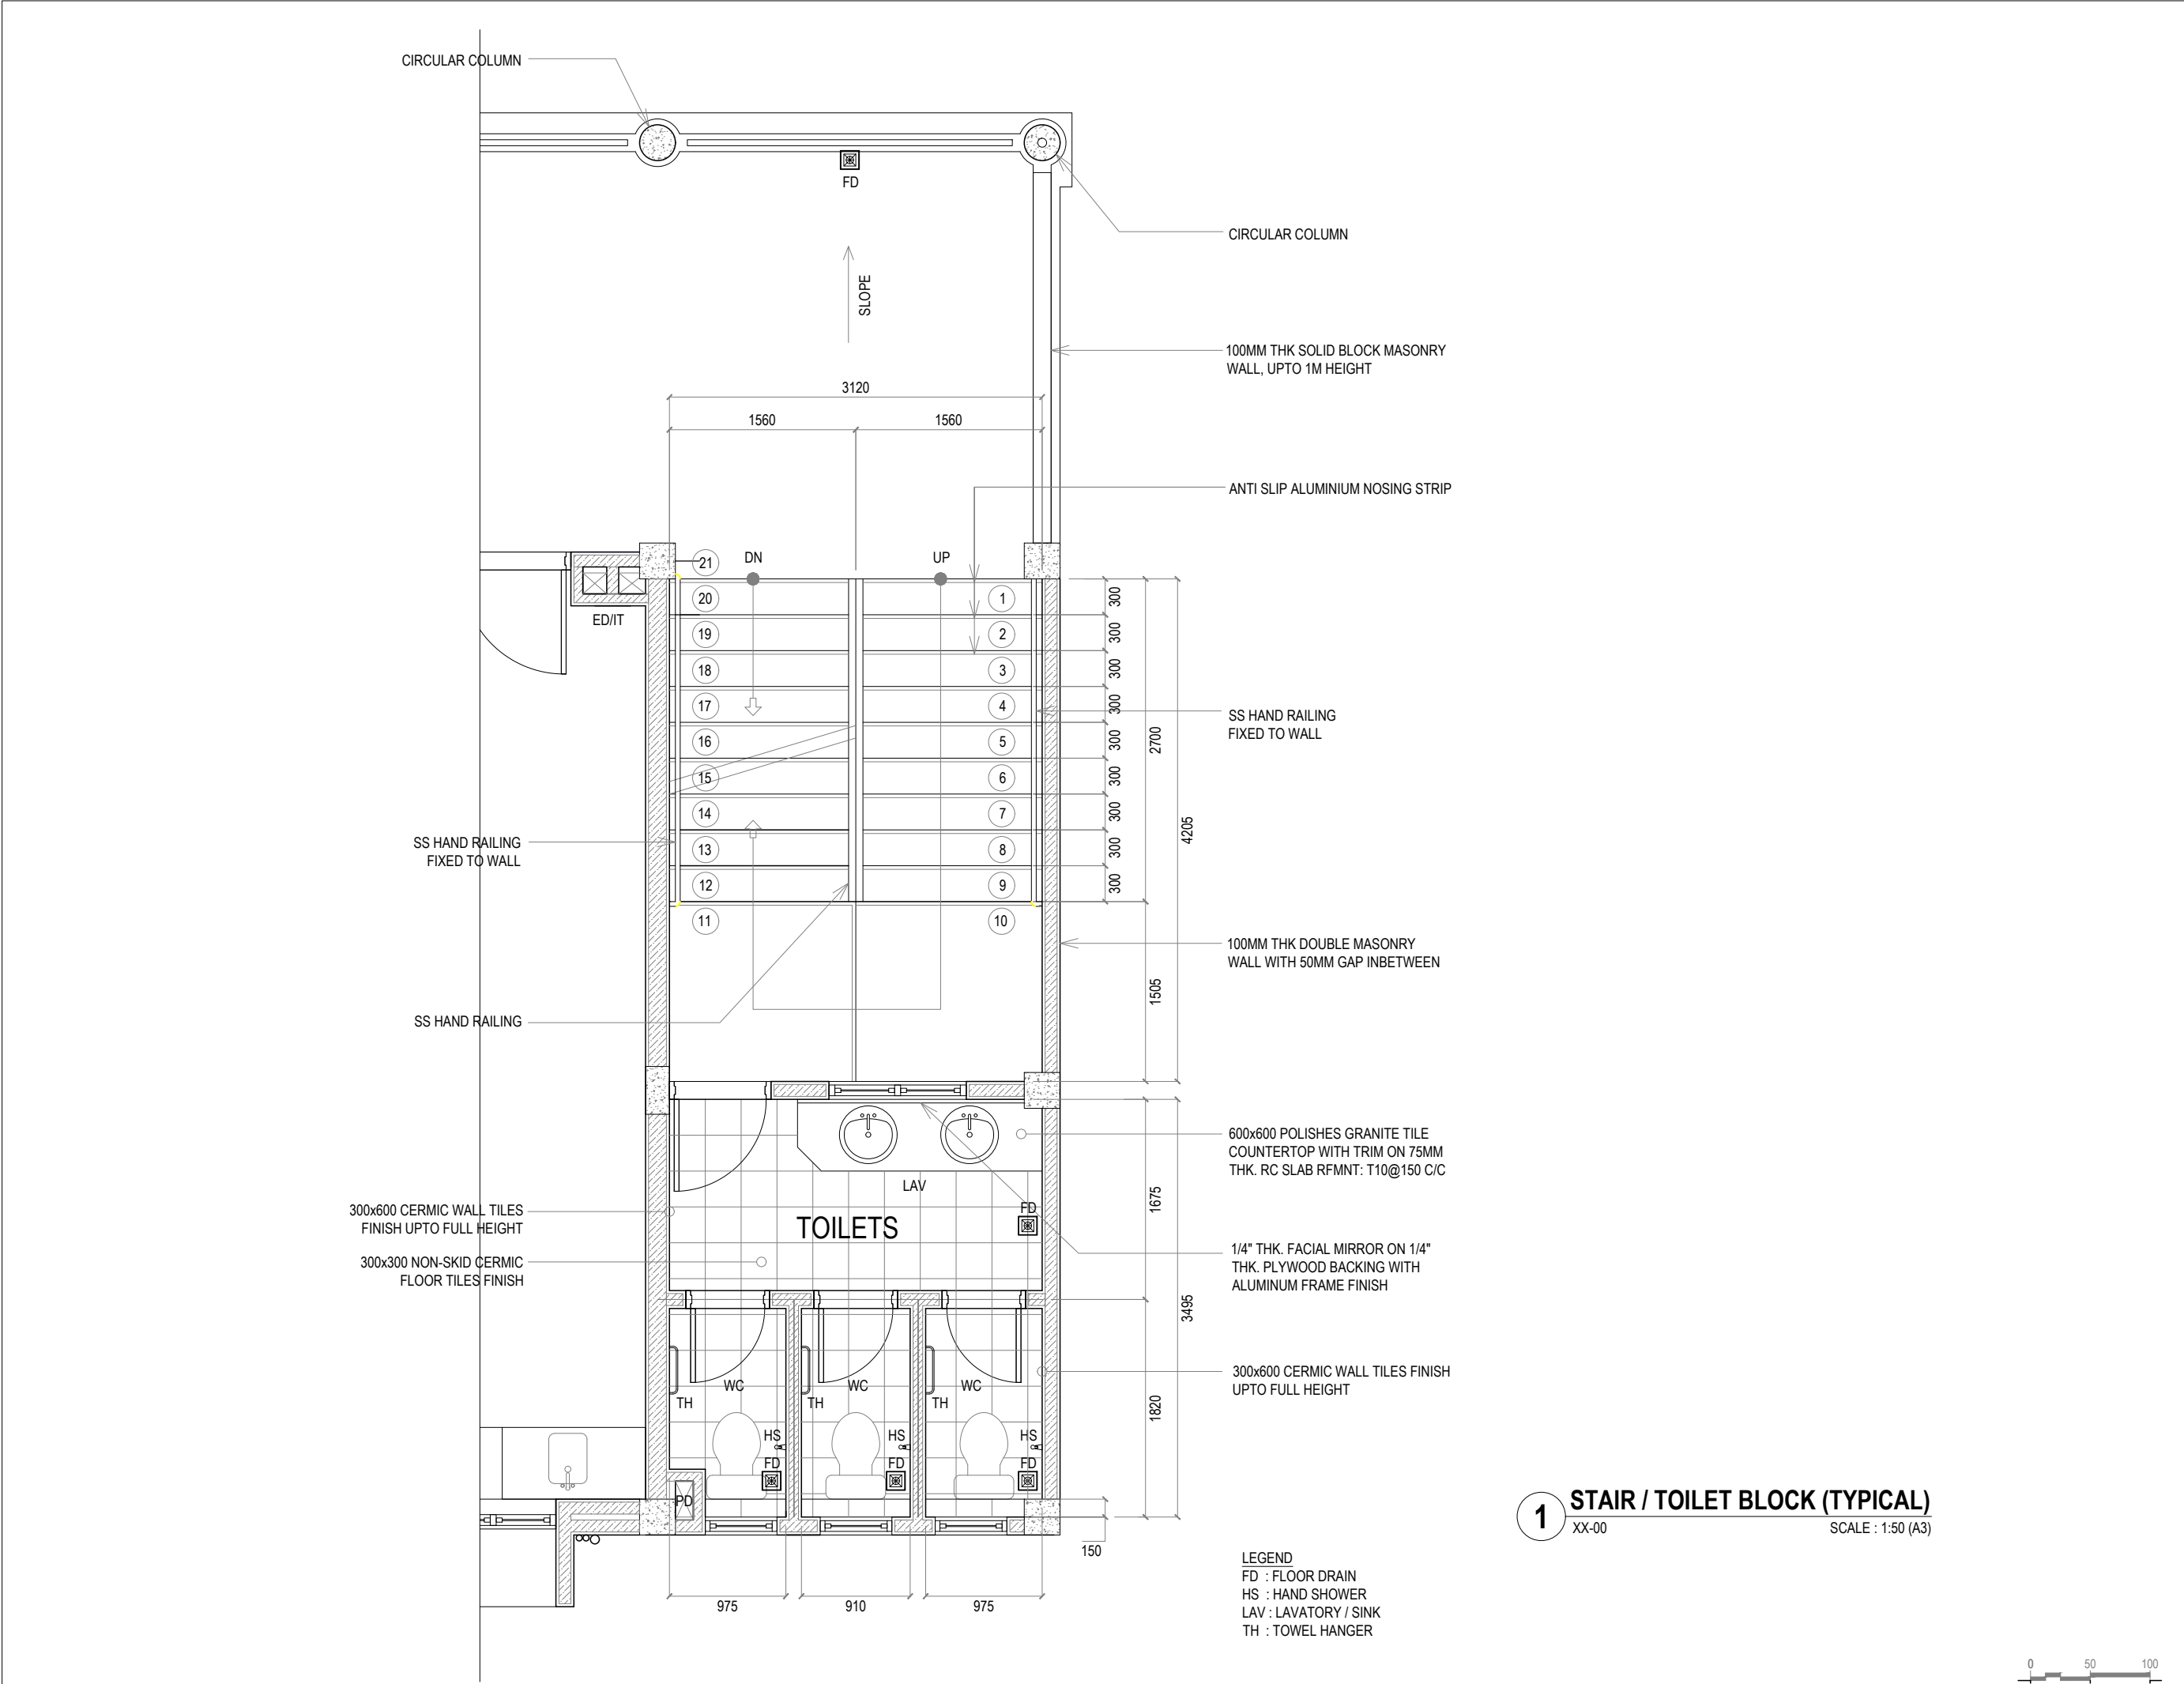 CIRCULAR COLUMN
FD
CIRCULAR COLUMN
SLOPE
100MM THK SOLID BLOCK MASONRY
WALL, UPTO 1M HEIGHT
3120
1560
1560
ANTI SLIP ALUMINIUM NOSING STRIP
DN
UP
21
20
1
300
ED/IT
19
2
300
18
3
300
17
4
300
SS HAND RAILING
FIXED TO WALL
16
5
300
2700
15
6
300
14
7
300
4205
SS HAND RAILING
FIXED TO WALL
13
8
300
12
9
300
11
10
100MM THK DOUBLE MASONRY
WALL WITH 50MM GAP INBETWEEN
1505
SS HAND RAILING
600x600 POLISHES GRANITE TILE
COUNTERTOP WITH TRIM ON 75MM
THK. RC SLAB RFMNT: T10@150 C/C
LAV
1675
300x600 CERMIC WALL TILES
FINISH UPTO FULL HEIGHT
FD
TOILETS
300x300 NON-SKID CERMIC
FLOOR TILES FINISH
1/4" THK. FACIAL MIRROR ON 1/4"
THK. PLYWOOD BACKING WITH
ALUMINUM FRAME FINISH
3495
300x600 CERMIC WALL TILES FINISH
UPTO FULL HEIGHT
WC
WC
WC
TH
TH
TH
1820
HS
HS
HS
FD
FD
FD
PD
150
975
910
975
LEGEND
FD : FLOOR DRAIN
HS : HAND SHOWER
LAV : LAVATORY / SINK
TH : TOWEL HANGER
1
STAIR / TOILET BLOCK (TYPICAL)
XX-00
SCALE : 1:50 (A3)
0 50 100